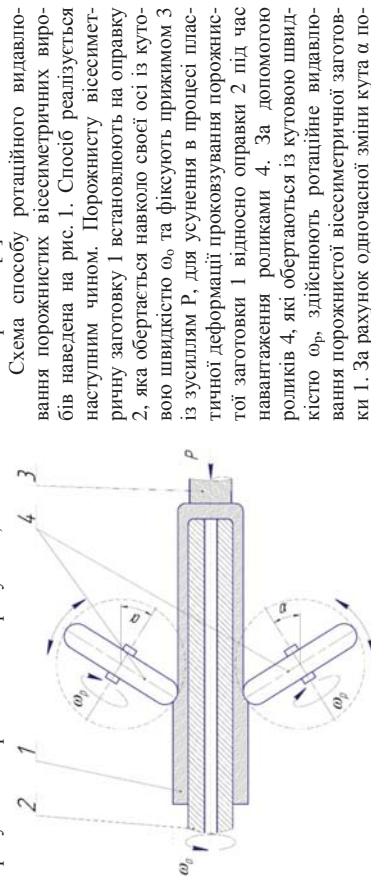 Схема способу ротаційного видавлю-
вання порожнистих вісесиметричних виро-
бів наведена на рис. 1. Спосіб реалізується
наступним чином. Порожнисту вісесимет-
ричну заготовку 1 встановлюють на оправку
2, яка обертається навколо своєї осі із куто-
вою швидкістю ω₀ та фіксують прижимом 3
із зусиллям Р, для усунення в процесі плас-
тичної деформації проковзування порожнис-
тої заготовки 1 відносно оправки 2 під час
навантаження роликами 4. За допомогою
роликів 4, які обертаються із кутовою швид-
кістю ωₚ, здійснюють ротаційне видавлю-
вання порожнистої вісесиметричної заготов-
ки 1. За рахунок одночасної зміни кута α по-
2
1
4
3
ωₚ
α
P
ω₀
ωₚ
α